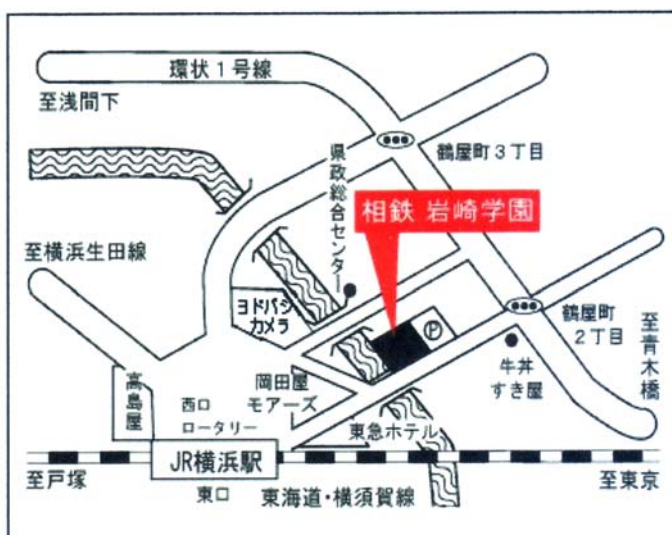 環状1号線
至浅間下
鶴屋町3丁目
県政総合センター
相鉄 岩崎学園
至横浜生田線
ヨドバシ
カメラ
P
鶴屋町
2丁目
至青木橋
牛丼
すき屋
高島屋
岡田屋
モアーズ
西口
ロータリー
東急ホテル
JR横浜駅
至戸塚
東口
東海道・横須賀線
至東京